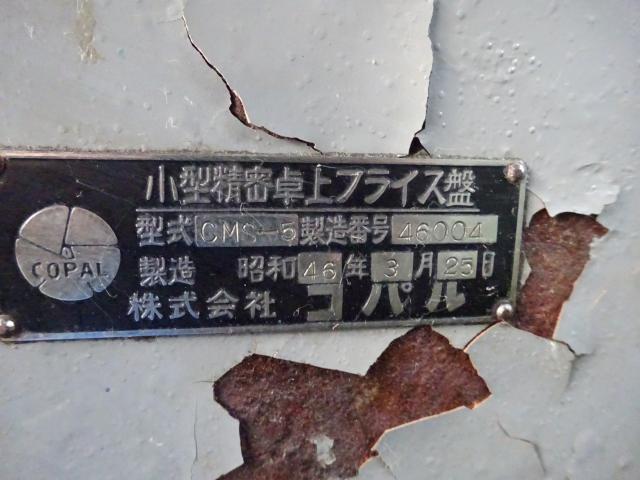 小型精密卓上フライス盤
型式 CMS-5 製造番号 46004
COPAL
製造 昭和 46 年 3 月 25 日
株式会社 コパル